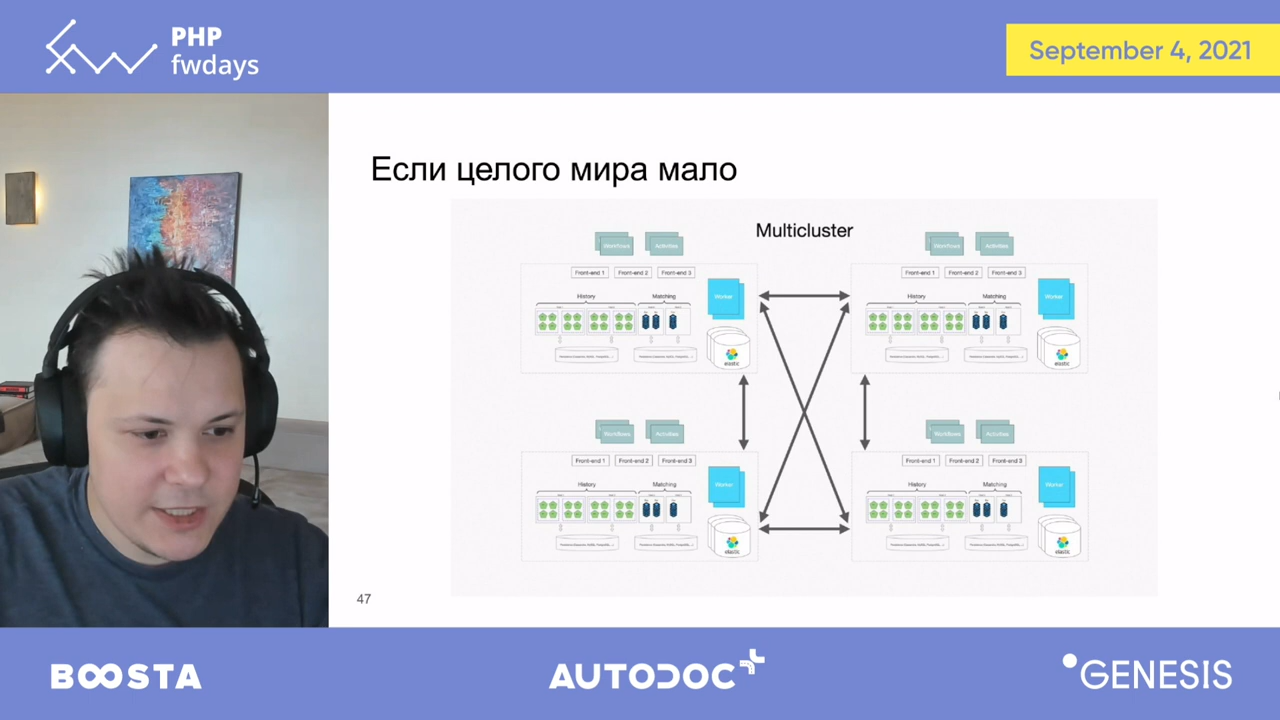 PHP
fwdays
September 4, 2021
Если целого мира мало
Multicluster
Workflows
Activities
Workflows
Activities
Front-end 1
Front-end 2
Front-end 3
Front-end 1
Front-end 2
Front-end 3
History
Matching
Worker
History
Matching
Worker
elastic
elastic
Workflows
Activities
Workflows
Activities
Front-end 1
Front-end 2
Front-end 3
Front-end 1
Front-end 2
Front-end 3
History
Matching
Worker
History
Matching
Worker
elastic
elastic
47
BOOSTA
AUTODOC
GENESIS